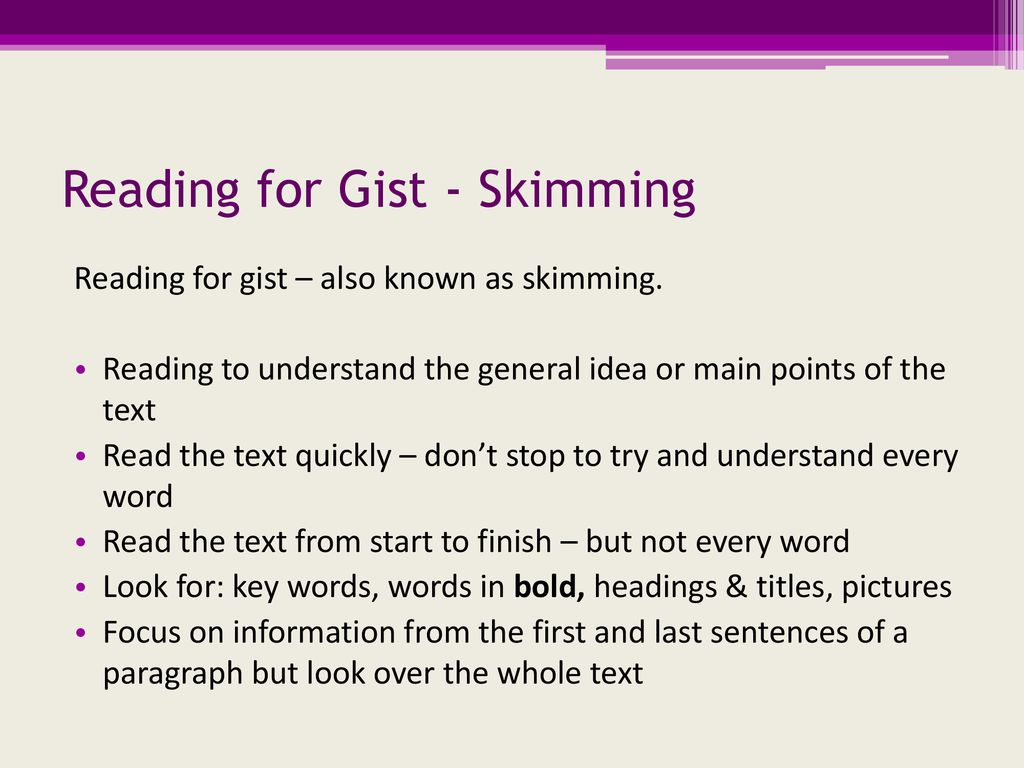 Reading for Gist - Skimming
Reading for gist – also known as skimming.
• Reading to understand the general idea or main points of the
text
• Read the text quickly – don’t stop to try and understand every
word
• Read the text from start to finish – but not every word
• Look for: key words, words in bold, headings & titles, pictures
• Focus on information from the first and last sentences of a
paragraph but look over the whole text